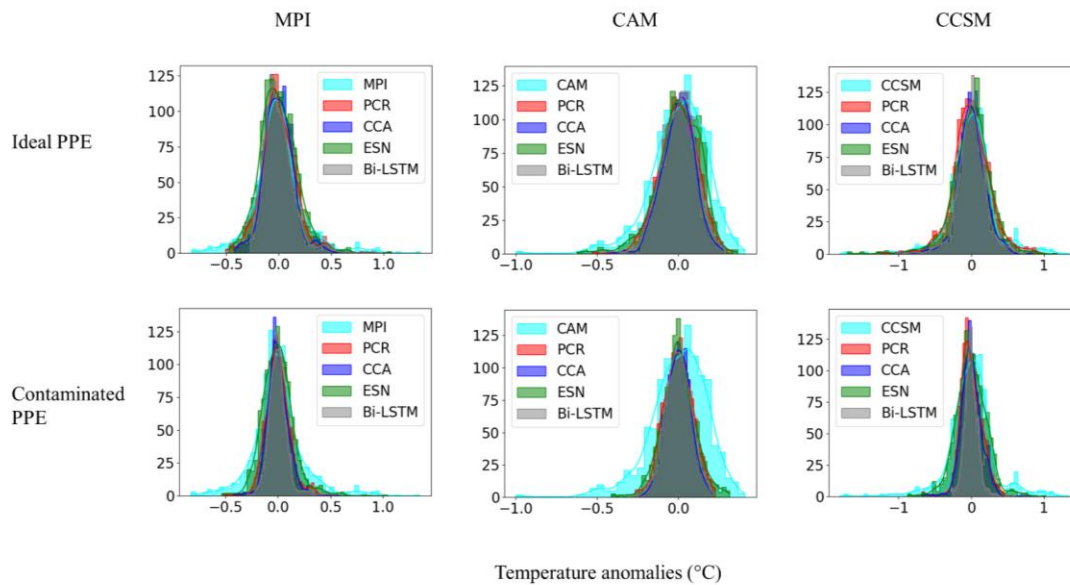 MPI CAM CCSM
Ideal PPE
125
100
75
50
25
0
−0.5 0.0 0.5 1.0
MPI
PCR
CCA
ESN
Bi-LSTM
125
100
75
50
25
0
−1.0 −0.5 0.0
CAM
PCR
CCA
ESN
Bi-LSTM
125
100
75
50
25
0
−1 0 1
CCSM
PCR
CCA
ESN
Bi-LSTM
Contaminated
PPE
125
100
75
50
25
0
−0.5 0.0 0.5 1.0
MPI
PCR
CCA
ESN
Bi-LSTM
125
100
75
50
25
0
−1.0 −0.5 0.0
CAM
PCR
CCA
ESN
Bi-LSTM
125
100
75
50
25
0
−1 0 1
CCSM
PCR
CCA
ESN
Bi-LSTM
Temperature anomalies (°C)